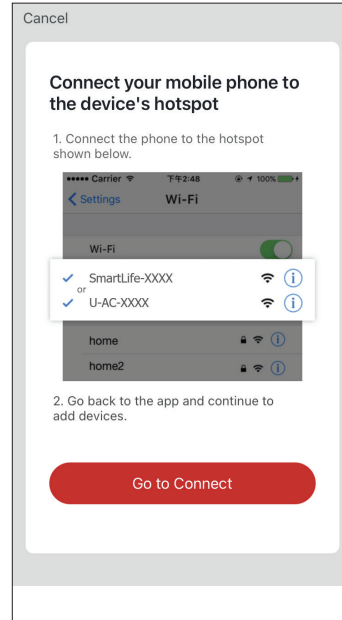 Cancel
Connect your mobile phone to
the device's hotspot
1. Connect the phone to the hotspot
shown below.
Carrier 下午2:48 100%
Settings Wi-Fi
Wi-Fi
SmartLife-XXXX
or
U-AC-XXXX
home
home2
2. Go back to the app and continue to
add devices.
Go to Connect